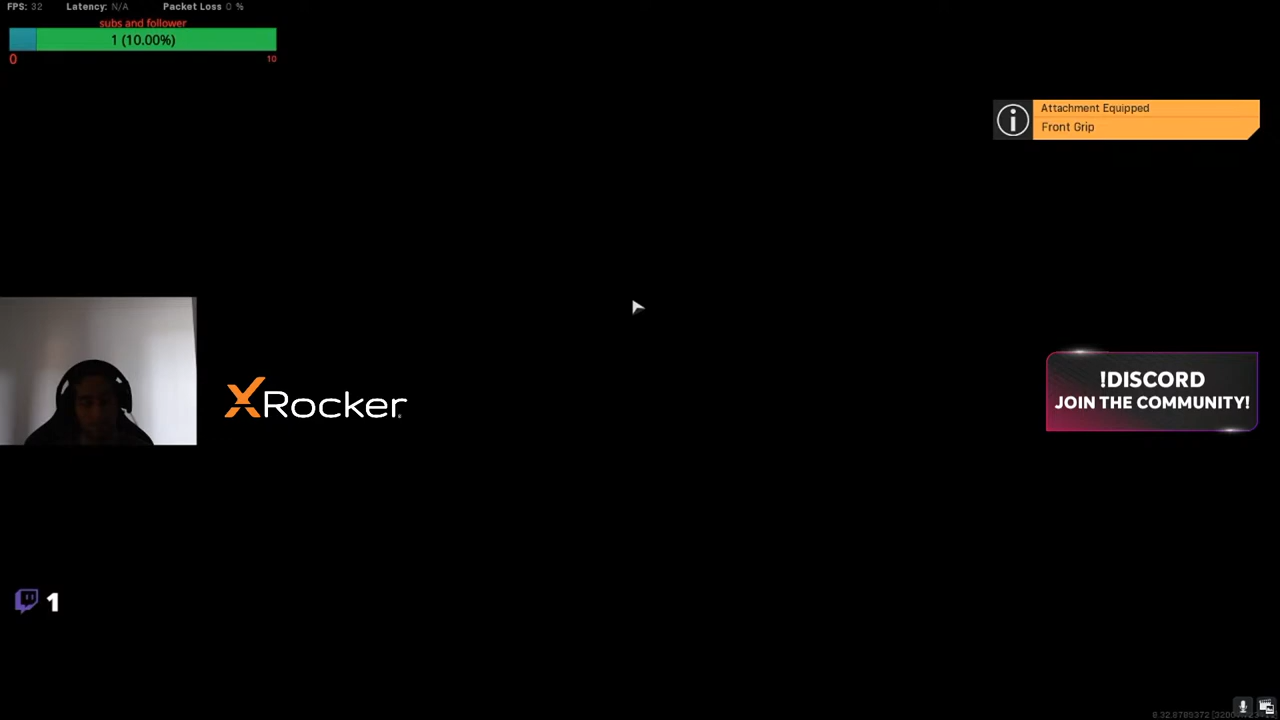 FPS: 32 Latency: N/A Packet Loss 0 %
subs and follower
1 (10.00%)
0 10
Attachment Equipped
Front Grip
XRocker
!DISCORD
JOIN THE COMMUNITY!
1